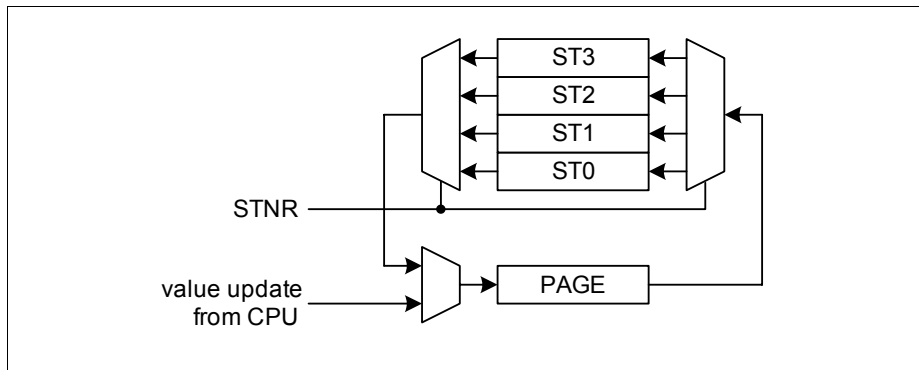 ST3
ST2
ST1
ST0
STNR
value update
from CPU
PAGE